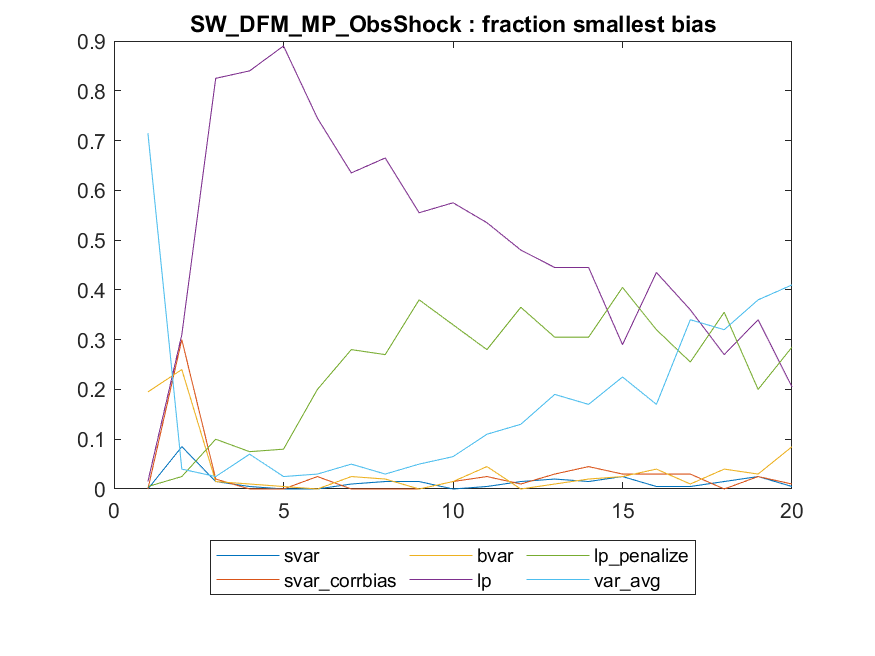 SW_DFM_MP_ObsShock : fraction smallest bias
0.9
0.8
0.7
0.6
0.5
0.4
0.3
0.2
0.1
0
0 5 10 15 20
svar bvar lp_penalize
svar_corrbias lp var_avg